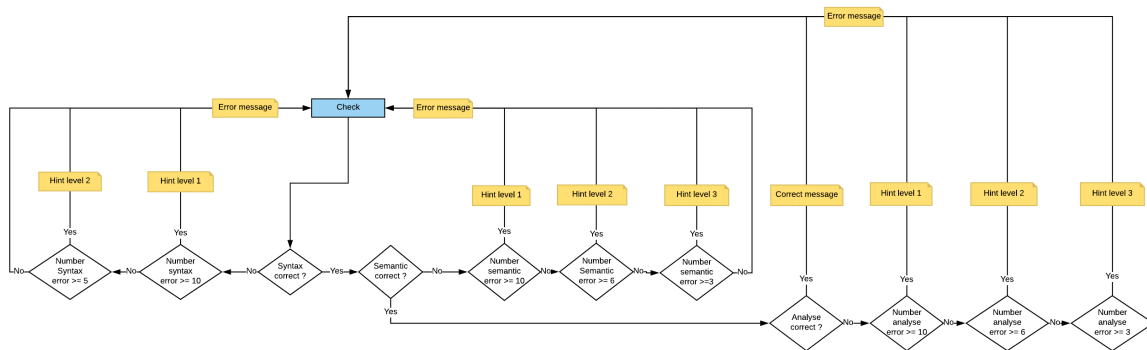 Error message
Error message
Check
Error message
Hint level 2
Hint level 1
Hint level 1
Hint level 2
Hint level 3
Correct message
Hint level 1
Hint level 2
Hint level 3
Yes
Yes
Yes
Yes
Yes
No
Number
Syntax
error >= 5
No
Number
syntax
error >= 10
No
Syntax
correct ?
Yes
Semantic
correct ?
No
Number
semantic
error >= 10
No
Number
Semantic
error >= 6
No
Number
semantic
error >=3
No
Yes
Yes
Yes
Yes
Yes
Analyse
correct ?
No
Number
analyse
error >= 10
No
Number
analyse
error >= 6
No
Number
analyse
error >= 3